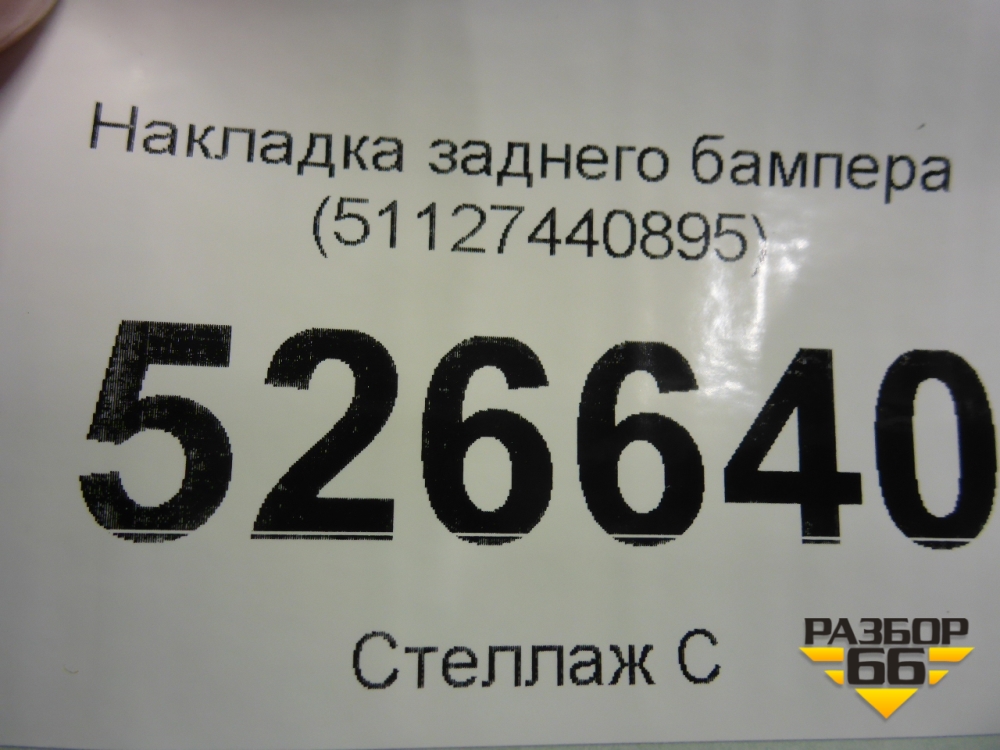 Накладка заднего бампера
(51127440895)
526640
Стеллаж С
РАЗБОР
66